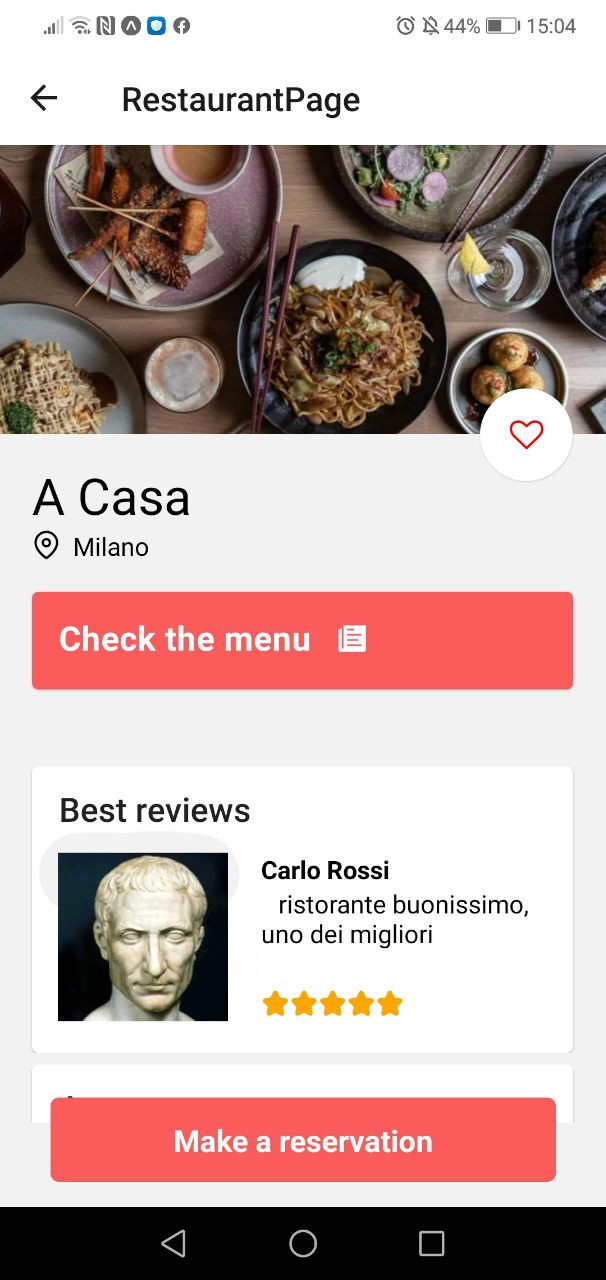 44% 15:04
RestaurantPage
A Casa
Milano
Check the menu
Best reviews
Carlo Rossi
ristorante buonissimo,
uno dei migliori
Make a reservation